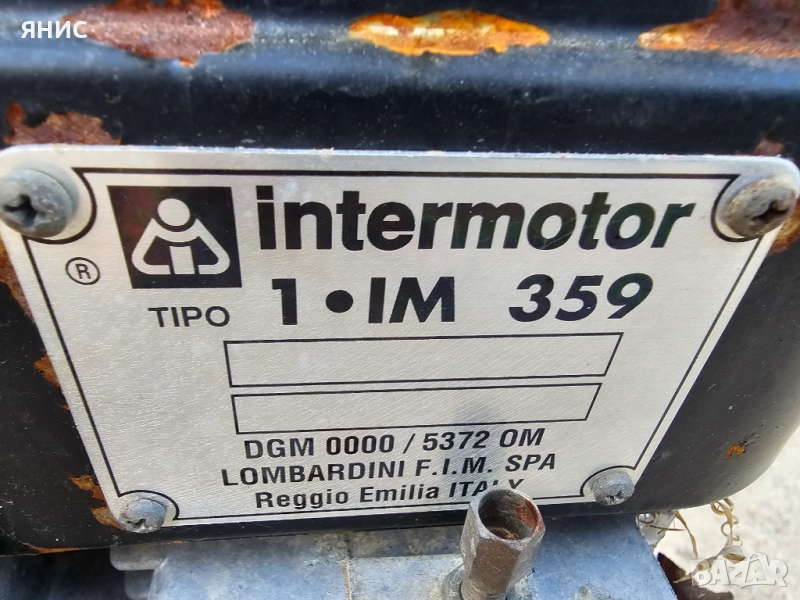 ЯНИС
intermotor
®
TIPO 1•IM 359
DGM 0000 / 5372 OM
LOMBARDINI F.I.M. SPA
Reggio Emilia ITALY
BAZAR